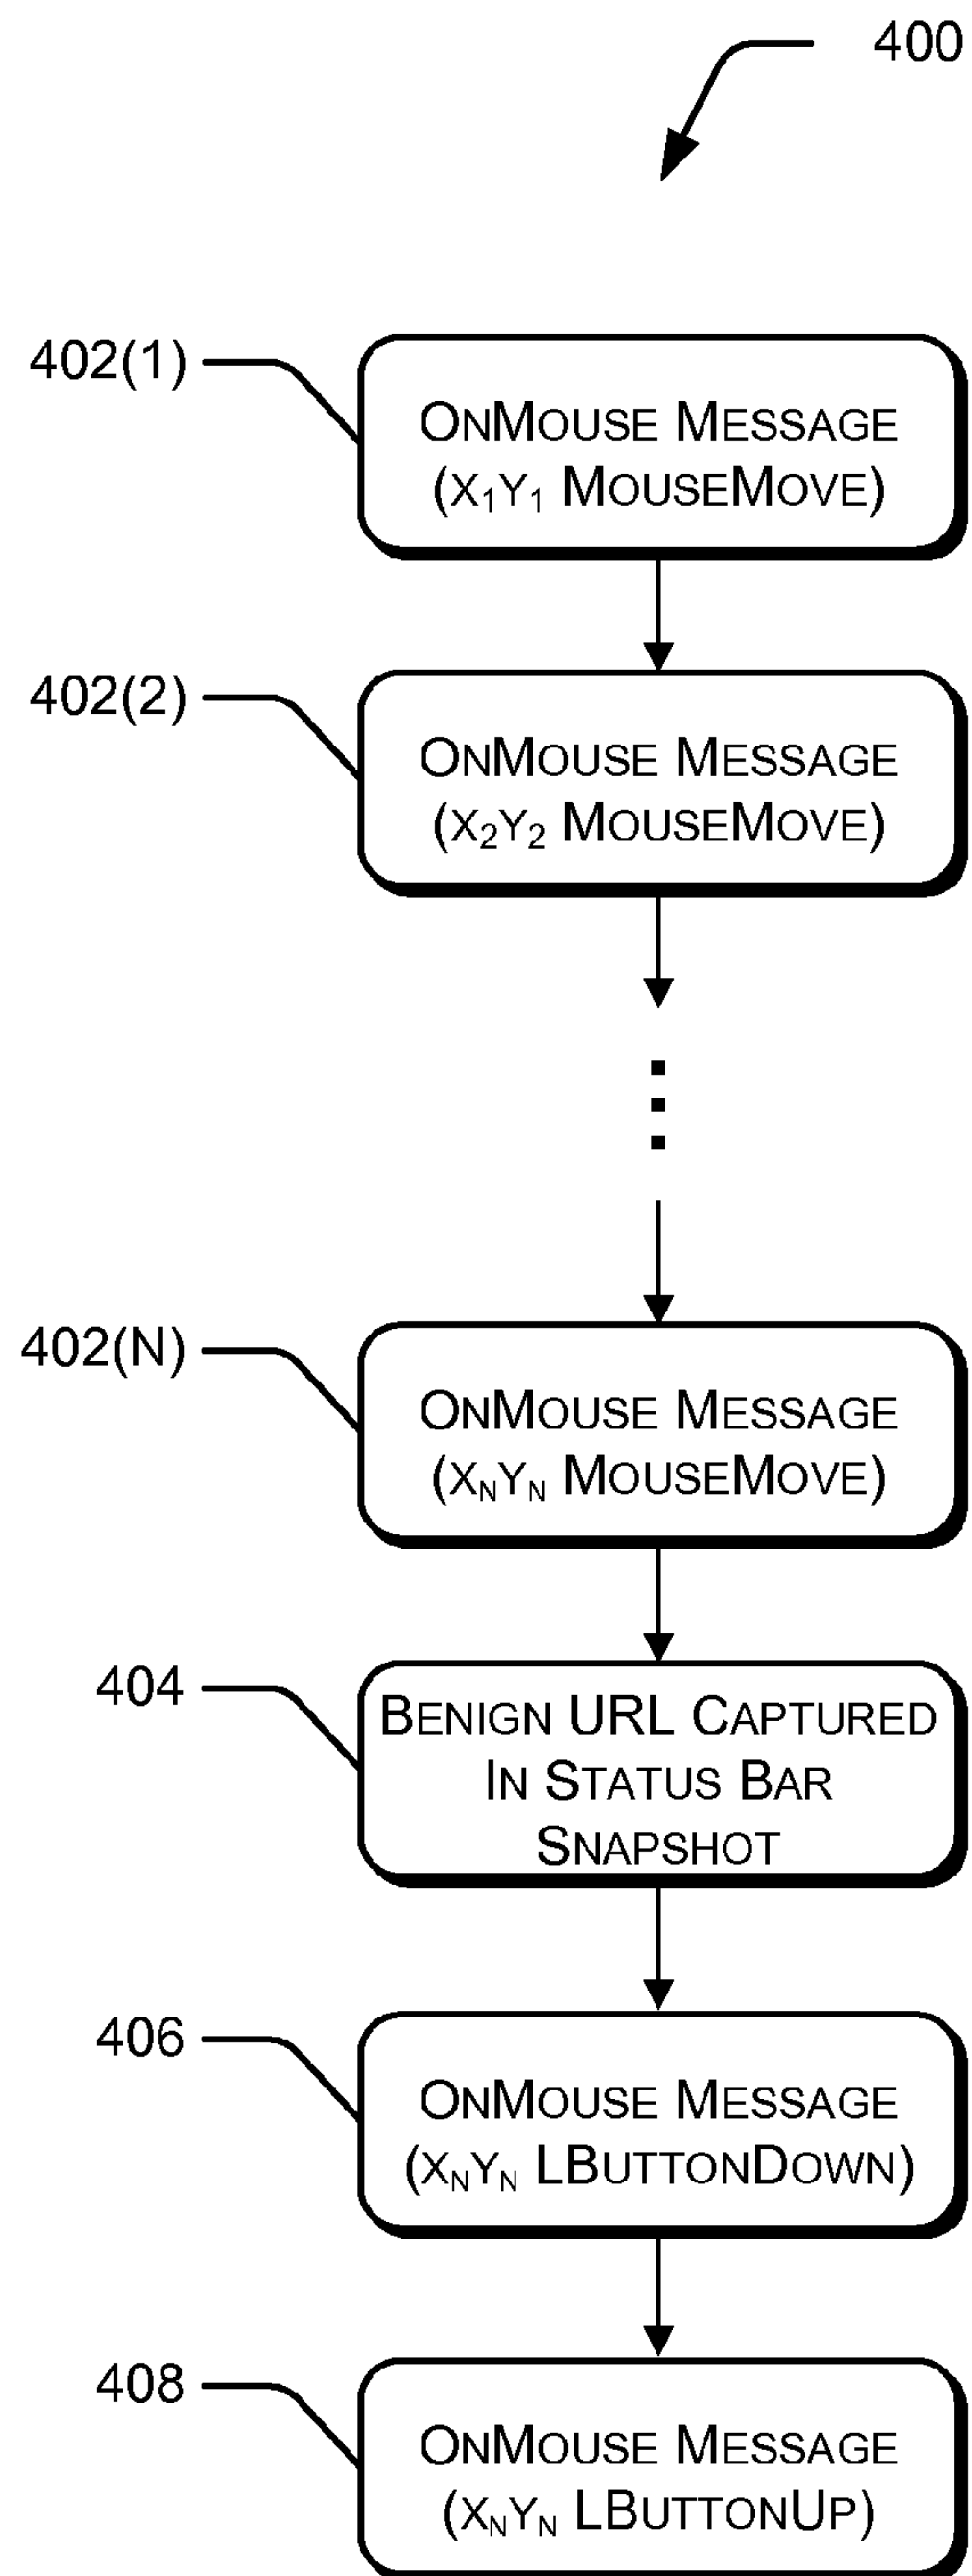 400
402(1)
OnMouse Message
(x₁y₁ MouseMove)
402(2)
OnMouse Message
(x₂y₂ MouseMove)
402(N)
OnMouse Message
(xₙyₙ MouseMove)
404
Benign URL Captured
In Status Bar
Snapshot
406
OnMouse Message
(xₙyₙ LButtonDown)
408
OnMouse Message
(xₙyₙ LButtonUp)